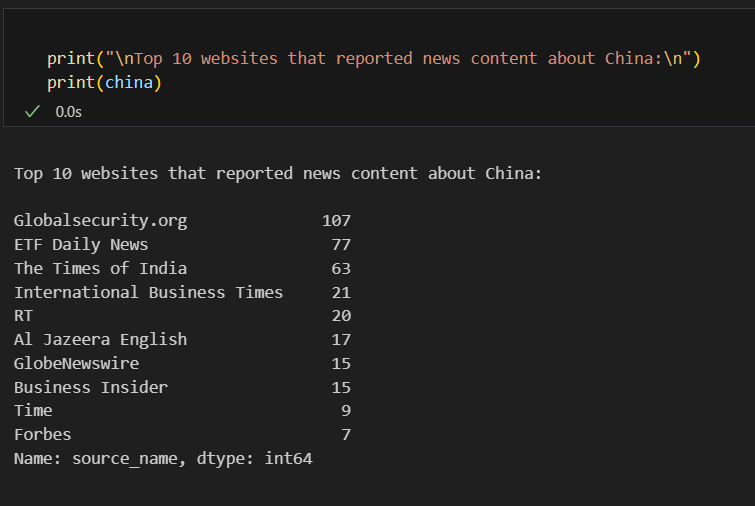 print("\nTop 10 websites that reported news content about China:\n")
print(china)
0.0s
Top 10 websites that reported news content about China:
Globalsecurity.org 107
ETF Daily News 77
The Times of India 63
International Business Times 21
RT 20
Al Jazeera English 17
GlobeNewswire 15
Business Insider 15
Time 9
Forbes 7
Name: source_name, dtype: int64